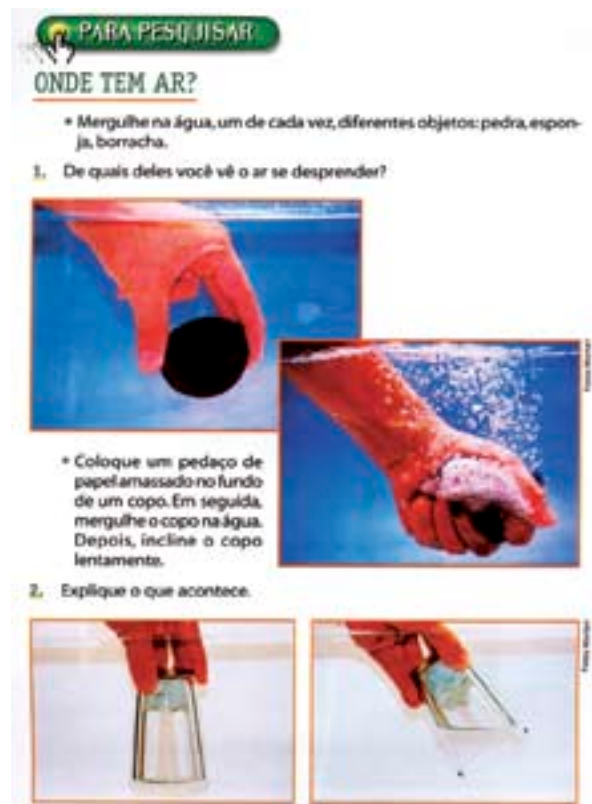 PARA PESQUISAR
ONDE TEM AR?
• Mergulhe na água, um de cada vez, diferentes objetos: pedra, espon-
ja, borracha.
1. De quais deles você vê o ar se desprender?
• Coloque um pedaço de
papel amassado no fundo
de um copo. Em seguida,
mergulhe o copo na água.
Depois, incline o copo
lentamente.
2. Explique o que acontece.